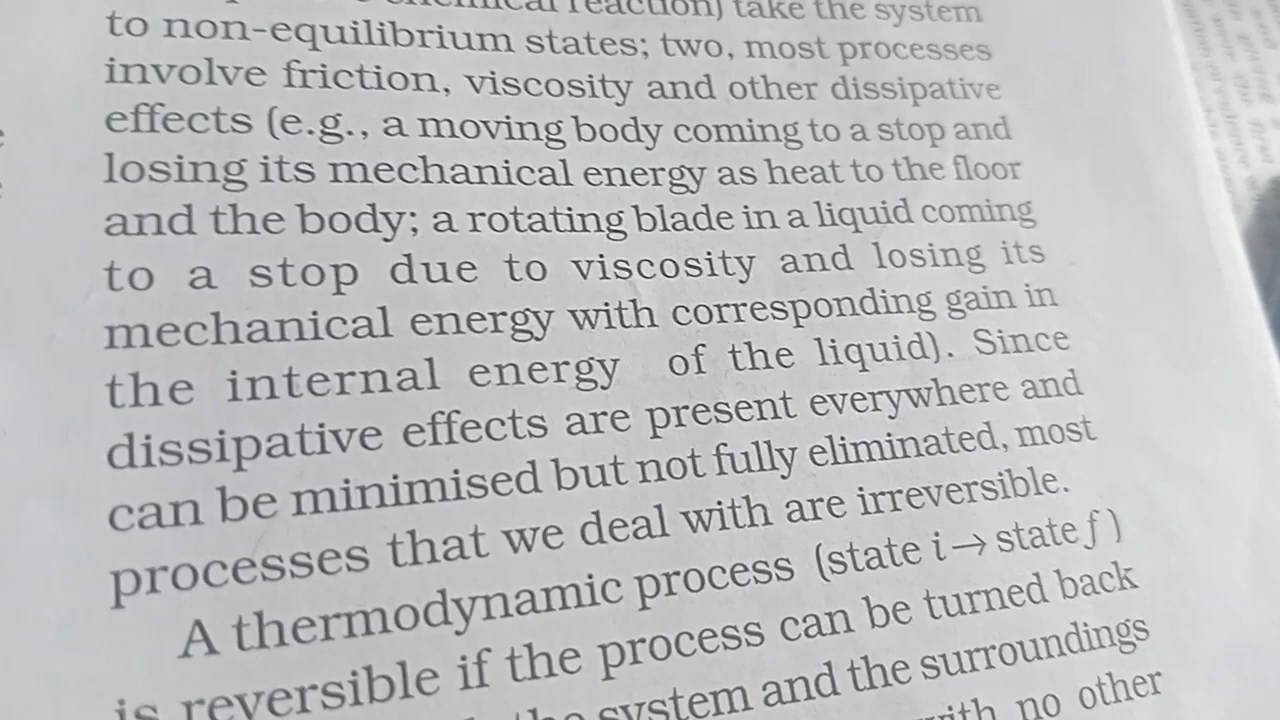 reaction) take the system
to non-equilibrium states; two, most processes
involve friction, viscosity and other dissipative
effects (e.g., a moving body coming to a stop and
losing its mechanical energy as heat to the floor
and the body; a rotating blade in a liquid coming
to a stop due to viscosity and losing its
mechanical energy with corresponding gain in
the internal energy of the liquid). Since
dissipative effects are present everywhere and
can be minimised but not fully eliminated, most
processes that we deal with are irreversible.
A thermodynamic process (state i → state f )
is reversible if the process can be turned back
system and the surroundings
with no other